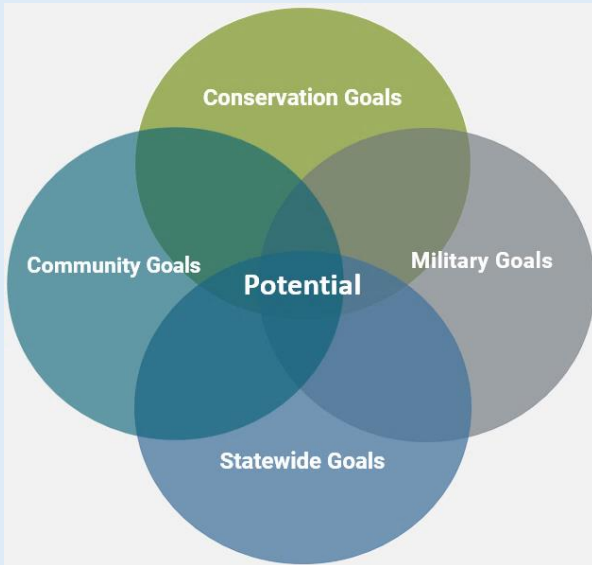 Conservation Goals
Community Goals
Military Goals
Potential
Statewide Goals